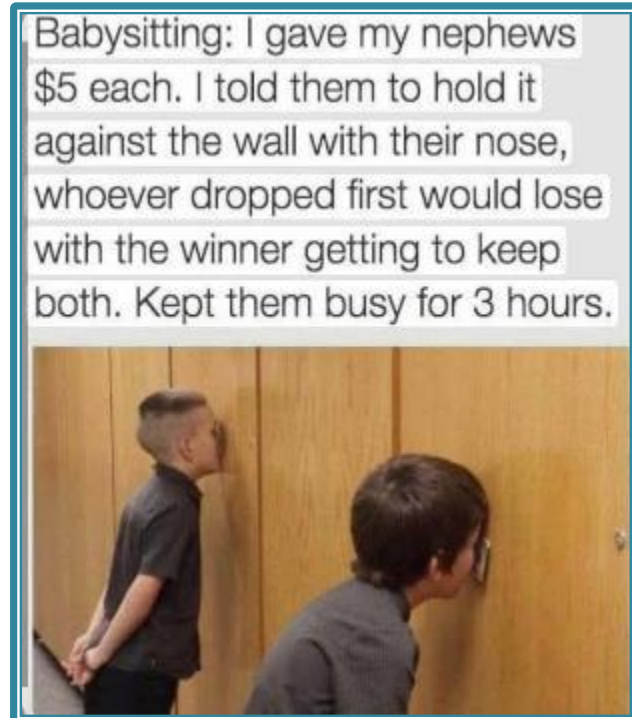 Babysitting: I gave my nephews
$5 each. I told them to hold it
against the wall with their nose,
whoever dropped first would lose
with the winner getting to keep
both. Kept them busy for 3 hours.